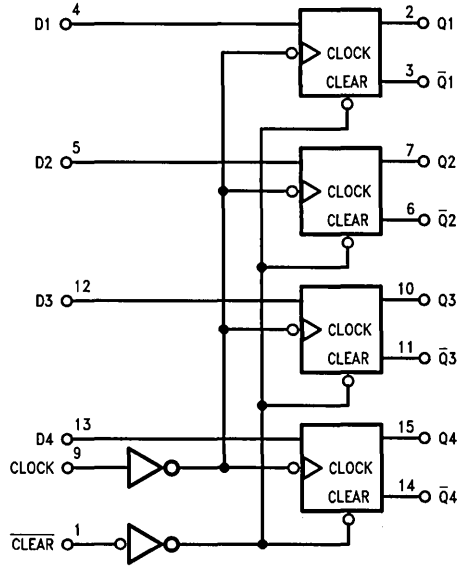 D1 4
CLOCK
CLEAR
2 Q1
3 Q̅1
D2 5
CLOCK
CLEAR
7 Q2
6 Q̅2
D3 12
CLOCK
CLEAR
10 Q3
11 Q̅3
D4 13
CLOCK 9
CLOCK
CLEAR
15 Q4
14 Q̅4
C̅L̅E̅A̅R̅ 1